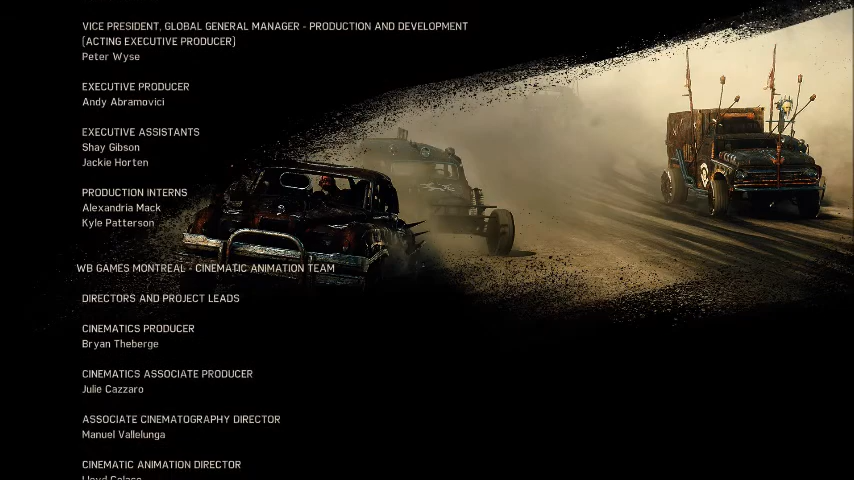 VICE PRESIDENT, GLOBAL GENERAL MANAGER - PRODUCTION AND DEVELOPMENT
(ACTING EXECUTIVE PRODUCER)
Peter Wyse
EXECUTIVE PRODUCER
Andy Abramovici
EXECUTIVE ASSISTANTS
Shay Gibson
Jackie Horten
PRODUCTION INTERNS
Alexandria Mack
Kyle Patterson
WB GAMES MONTREAL - CINEMATIC ANIMATION TEAM
DIRECTORS AND PROJECT LEADS
CINEMATICS PRODUCER
Bryan Theberge
CINEMATICS ASSOCIATE PRODUCER
Julie Cazzaro
ASSOCIATE CINEMATOGRAPHY DIRECTOR
Manuel Vallelunga
CINEMATIC ANIMATION DIRECTOR